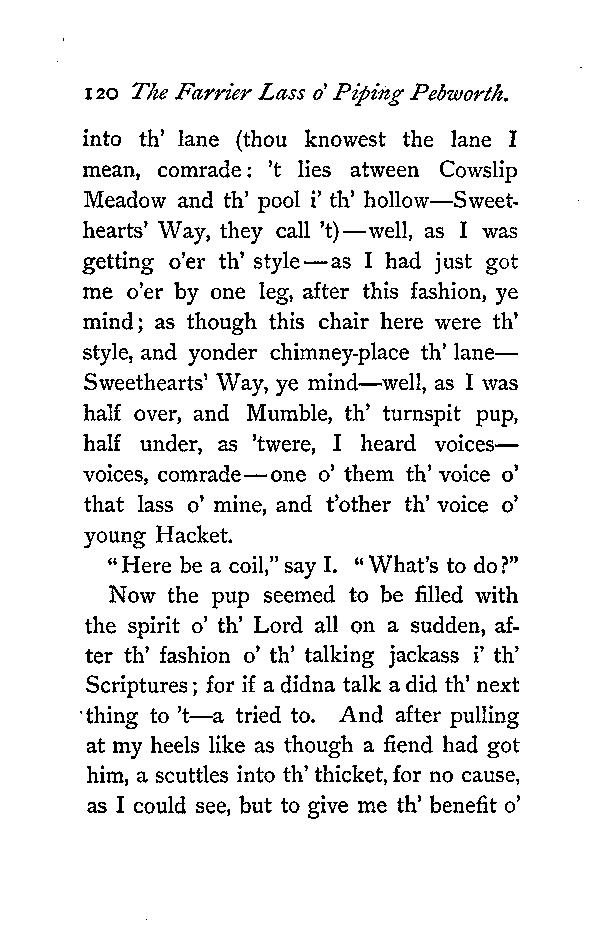 120 The Farrier Lass o' Piping Pebworth.
into th' lane (thou knowest the lane I
mean, comrade: 't lies atween Cowslip
Meadow and th' pool i' th' hollow—Sweet-
hearts' Way, they call 't)—well, as I was
getting o'er th' style—as I had just got
me o'er by one leg, after this fashion, ye
mind; as though this chair here were th'
style, and yonder chimney-place th' lane—
Sweethearts' Way, ye mind—well, as I was
half over, and Mumble, th' turnspit pup,
half under, as 'twere, I heard voices—
voices, comrade—one o' them th' voice o'
that lass o' mine, and t'other th' voice o'
young Hacket.
"Here be a coil," say I. "What's to do?"
Now the pup seemed to be filled with
the spirit o' th' Lord all on a sudden, af-
ter th' fashion o' th' talking jackass i' th'
Scriptures; for if a didna talk a did th' next
thing to 't—a tried to. And after pulling
at my heels like as though a fiend had got
him, a scuttles into th' thicket, for no cause,
as I could see, but to give me th' benefit o'